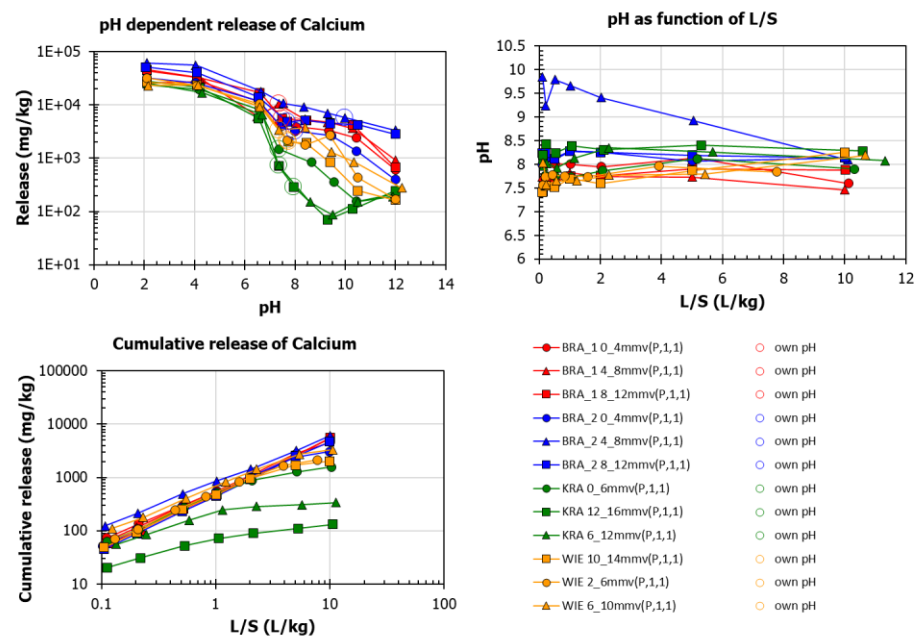 pH dependent release of Calcium
1E+05
1E+04
1E+03
1E+02
1E+01
Release (mg/kg)
0 2 4 6 8 10 12 14
pH
pH as function of L/S
10.5
10
9.5
9
8.5
8
7.5
7
6.5
6
pH
0 2 4 6 8 10 12
L/S (L/kg)
Cumulative release of Calcium
100000
10000
1000
100
10
Cumulative release (mg/kg)
0.1 1 10 100
L/S (L/kg)
BRA_1 0_4mmv(P,1,1) own pH
BRA_1 4_8mmv(P,1,1) own pH
BRA_1 8_12mmv(P,1,1) own pH
BRA_2 0_4mmv(P,1,1) own pH
BRA_2 4_8mmv(P,1,1) own pH
BRA_2 8_12mmv(P,1,1) own pH
KRA 0_6mmv(P,1,1) own pH
KRA 12_16mmv(P,1,1) own pH
KRA 6_12mmv(P,1,1) own pH
WIE 10_14mmv(P,1,1) own pH
WIE 2_6mmv(P,1,1) own pH
WIE 6_10mmv(P,1,1) own pH